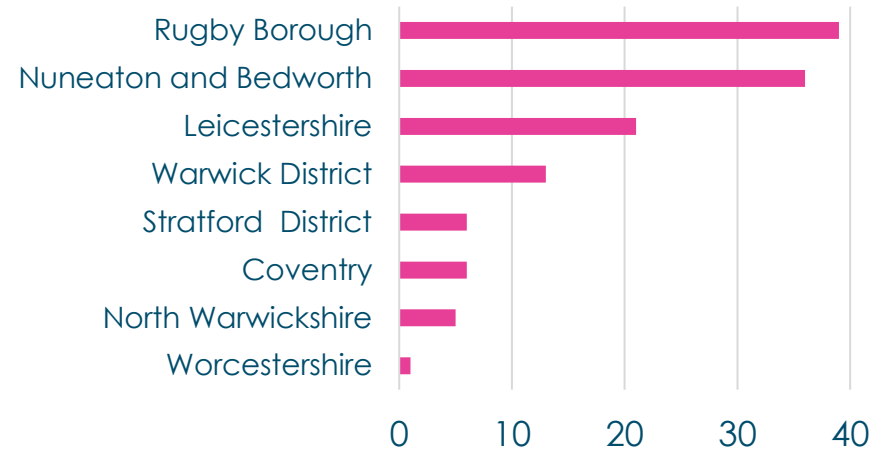 Rugby Borough
Nuneaton and Bedworth
Leicestershire
Warwick District
Stratford  District
Coventry
North Warwickshire
Worcestershire
0 10 20 30 40